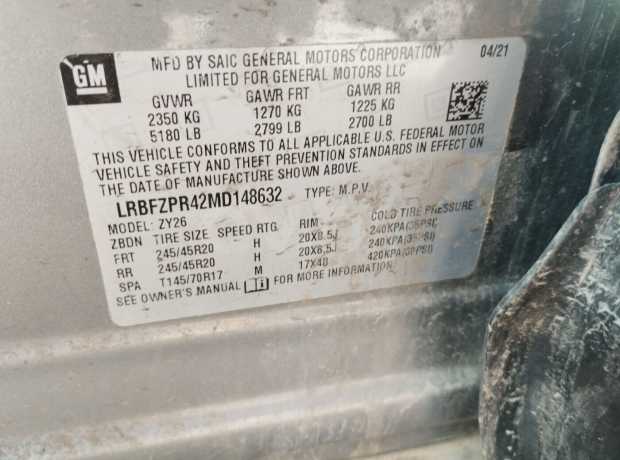 GM
MFD BY SAIC GENERAL MOTORS CORPORATION 04/21
LIMITED FOR GENERAL MOTORS LLC
GVWR GAWR FRT GAWR RR
2350 KG 1270 KG 1225 KG
5180 LB 2799 LB 2700 LB
THIS VEHICLE CONFORMS TO ALL APPLICABLE U.S. FEDERAL MOTOR
VEHICLE SAFETY AND THEFT PREVENTION STANDARDS IN EFFECT ON
THE DATE OF MANUFACTURE SHOWN ABOVE.
LRBFZPR42MD148632 TYPE: M.P.V.
MODEL: ZY26
ZBDN TIRE SIZE SPEED RTG. RIM COLD TIRE PRESSURE
FRT 245/45R20 H 20X8.5J 240KPA(35PSI)
RR 245/45R20 H 20X8.5J 240KPA(35PSI)
SPA T145/70R17 M 17X4B 420KPA(60PSI)
SEE OWNER'S MANUAL FOR MORE INFORMATION